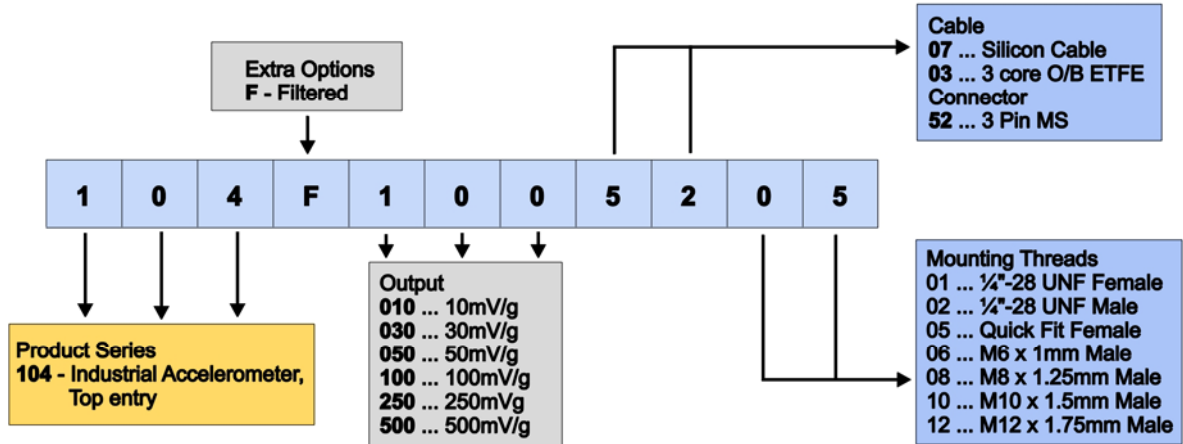 Extra Options
F - Filtered
Cable
07 ... Silicon Cable
03 ... 3 core O/B ETFE
Connector
52 ... 3 Pin MS
1 0 4 F 1 0 0 5 2 0 5
Product Series
104 - Industrial Accelerometer,
Top entry
Output
010 ... 10mV/g
030 ... 30mV/g
050 ... 50mV/g
100 ... 100mV/g
250 ... 250mVg
500 ... 500mV/g
Mounting Threads
01 ... ¼"-28 UNF Female
02 ... ¼"-28 UNF Male
05 ... Quick Fit Female
06 ... M6 x 1mm Male
08 ... M8 x 1.25mm Male
10 ... M10 x 1.5mm Male
12 ... M12 x 1.75mm Male